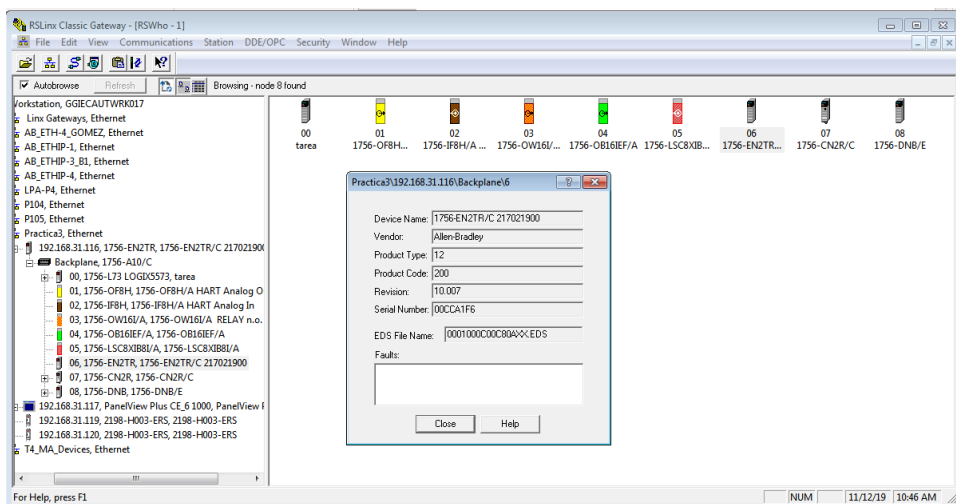 RSLinx Classic Gateway - [RSWho - 1]
File Edit View Communications Station DDE/OPC Security Window Help
Autobrowse Refresh Browsing - node 8 found
Workstation, GGIECAUTWRK017
Linx Gateways, Ethernet
AB_ETH-4_GOMEZ, Ethernet
AB_ETHIP-1, Ethernet
AB_ETHIP-3_B1, Ethernet
AB_ETHIP-4, Ethernet
LPA-P4, Ethernet
P104, Ethernet
P105, Ethernet
Practica3, Ethernet
192.168.31.116, 1756-EN2TR, 1756-EN2TR/C 21702190(
Backplane, 1756-A10/C
00, 1756-L73 LOGIX5573, tarea
01, 1756-OF8H, 1756-OF8H/A HART Analog O
02, 1756-IF8H, 1756-IF8H/A HART Analog In
03, 1756-OW16I/A, 1756-OW16I/A RELAY n.o.
04, 1756-OB16IEF/A, 1756-OB16IEF/A
05, 1756-LSC8XIB8I/A, 1756-LSC8XIB8I/A
06, 1756-EN2TR, 1756-EN2TR/C 217021900
07, 1756-CN2R, 1756-CN2R/C
08, 1756-DNB, 1756-DNB/E
192.168.31.117, PanelView Plus CE_6 1000, PanelView F
192.168.31.119, 2198-H003-ERS, 2198-H003-ERS
192.168.31.120, 2198-H003-ERS, 2198-H003-ERS
T4_MA_Devices, Ethernet
00 01 02 03 04 05 06 07 08
tarea 1756-OF8H... 1756-IF8H/A ... 1756-OW16I/... 1756-OB16IEF/A 1756-LSC8XIB... 1756-EN2TR... 1756-CN2R/C 1756-DNB/E
Practica3\192.168.31.116\Backplane\6
Device Name: 1756-EN2TR/C 217021900
Vendor: Allen-Bradley
Product Type: 12
Product Code: 200
Revision: 10.007
Serial Number: 00CCA1F6
EDS File Name: 0001000C00C80AXX.EDS
Faults:
Close Help
For Help, press F1 NUM 11/12/19 10:46 AM